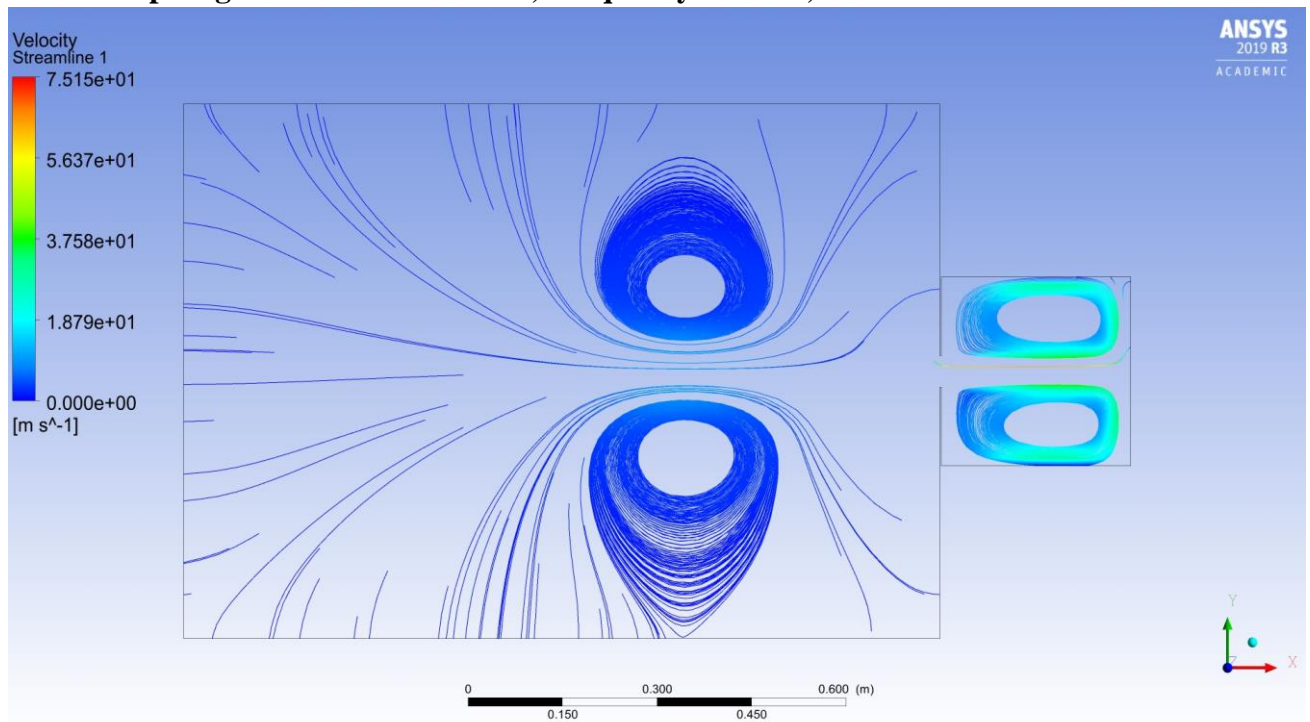 Velocity
Streamline 1
7.515e+01
5.637e+01
3.758e+01
1.879e+01
0.000e+00
[m s^-1]
ANSYS
2019 R3
ACADEMIC
Y
Z
X
0 0.300 0.600 (m)
0.150 0.450